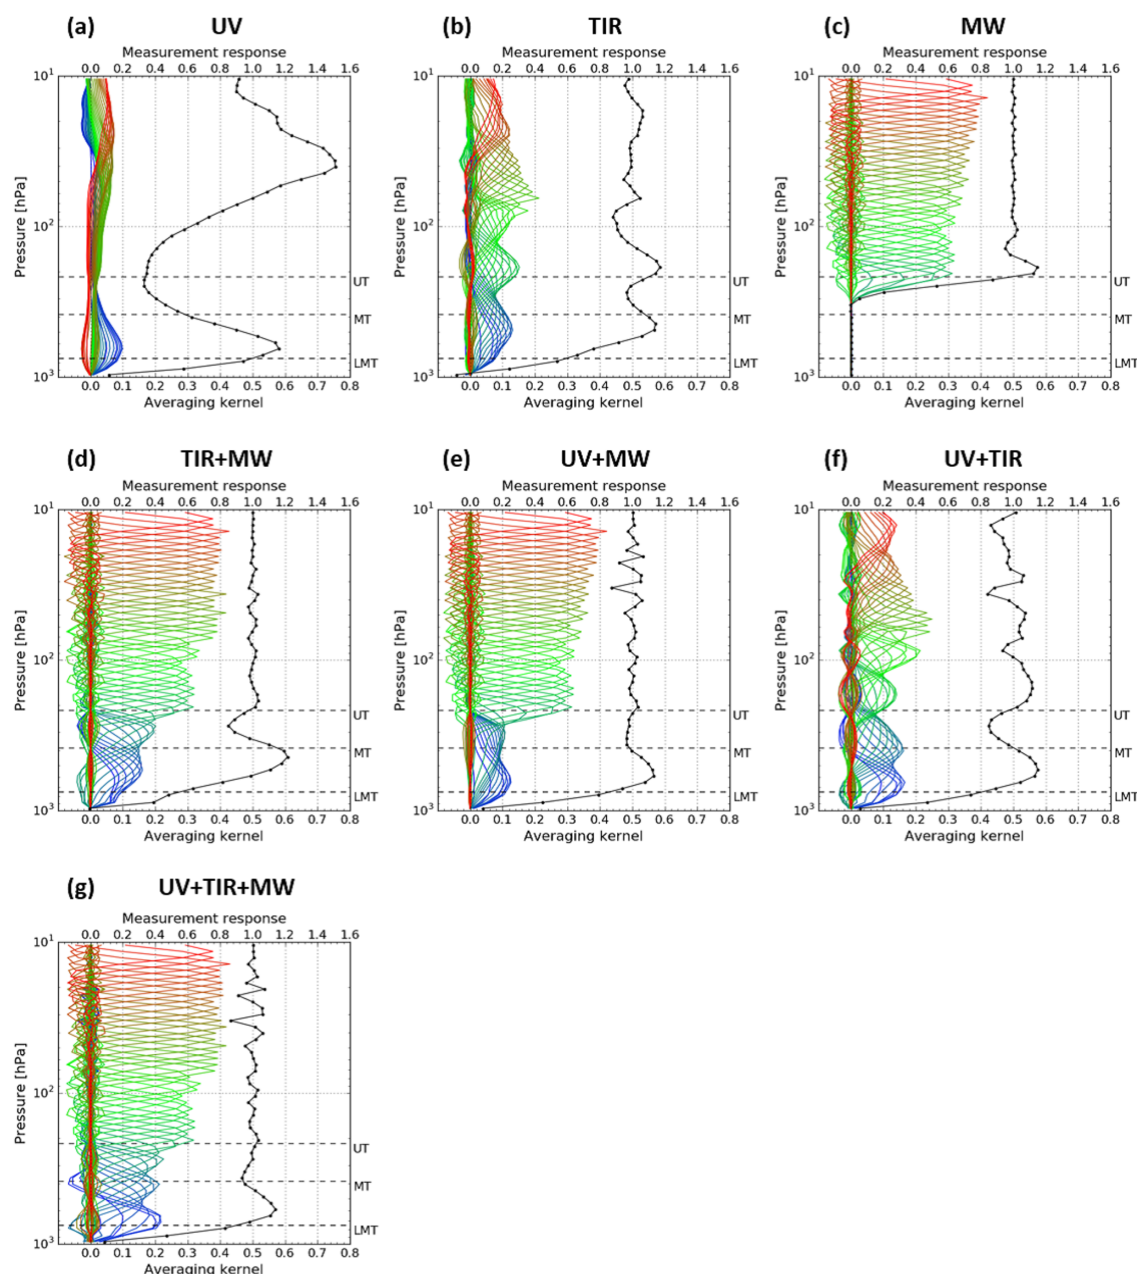 (a) UV
Measurement response
0.0 0.2 0.4 0.6 0.8 1.0 1.2 1.4 1.6
10¹
10²
10³
Pressure [hPa]
UT
MT
LMT
0.0 0.1 0.2 0.3 0.4 0.5 0.6 0.7 0.8
Averaging kernel
(b) TIR
Measurement response
0.0 0.2 0.4 0.6 0.8 1.0 1.2 1.4 1.6
10¹
10²
10³
Pressure [hPa]
UT
MT
LMT
0.0 0.1 0.2 0.3 0.4 0.5 0.6 0.7 0.8
Averaging kernel
(c) MW
Measurement response
0.0 0.2 0.4 0.6 0.8 1.0 1.2 1.4 1.6
10¹
10²
10³
Pressure [hPa]
UT
MT
LMT
0.0 0.1 0.2 0.3 0.4 0.5 0.6 0.7 0.8
Averaging kernel
(d) TIR+MW
Measurement response
0.0 0.2 0.4 0.6 0.8 1.0 1.2 1.4 1.6
10¹
10²
10³
Pressure [hPa]
UT
MT
LMT
0.0 0.1 0.2 0.3 0.4 0.5 0.6 0.7 0.8
Averaging kernel
(e) UV+MW
Measurement response
0.0 0.2 0.4 0.6 0.8 1.0 1.2 1.4 1.6
10¹
10²
10³
Pressure [hPa]
UT
MT
LMT
0.0 0.1 0.2 0.3 0.4 0.5 0.6 0.7 0.8
Averaging kernel
(f) UV+TIR
Measurement response
0.0 0.2 0.4 0.6 0.8 1.0 1.2 1.4 1.6
10¹
10²
10³
Pressure [hPa]
UT
MT
LMT
0.0 0.1 0.2 0.3 0.4 0.5 0.6 0.7 0.8
Averaging kernel
(g) UV+TIR+MW
Measurement response
0.0 0.2 0.4 0.6 0.8 1.0 1.2 1.4 1.6
10¹
10²
10³
Pressure [hPa]
UT
MT
LMT
0.0 0.1 0.2 0.3 0.4 0.5 0.6 0.7 0.8
Averaging kernel